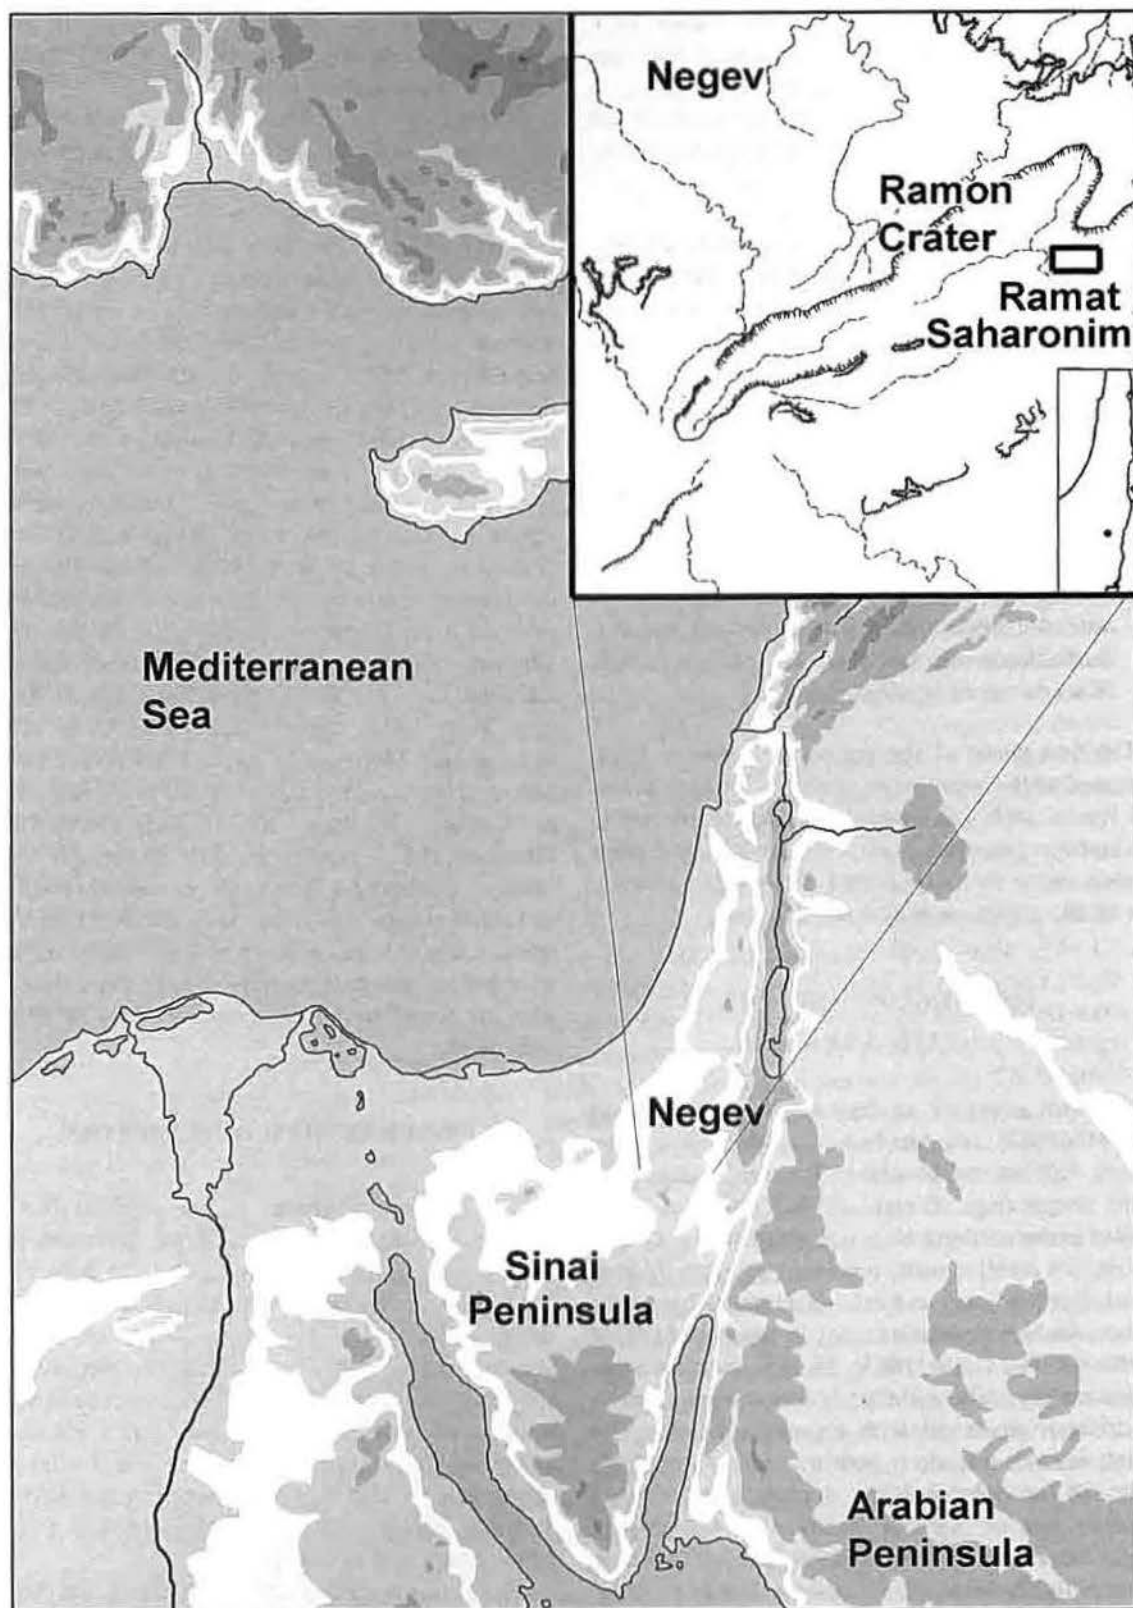 Negev
Ramon
Crater
Ramat
Saharonim
Mediterranean
Sea
Negev
Sinai
Peninsula
Arabian
Peninsula